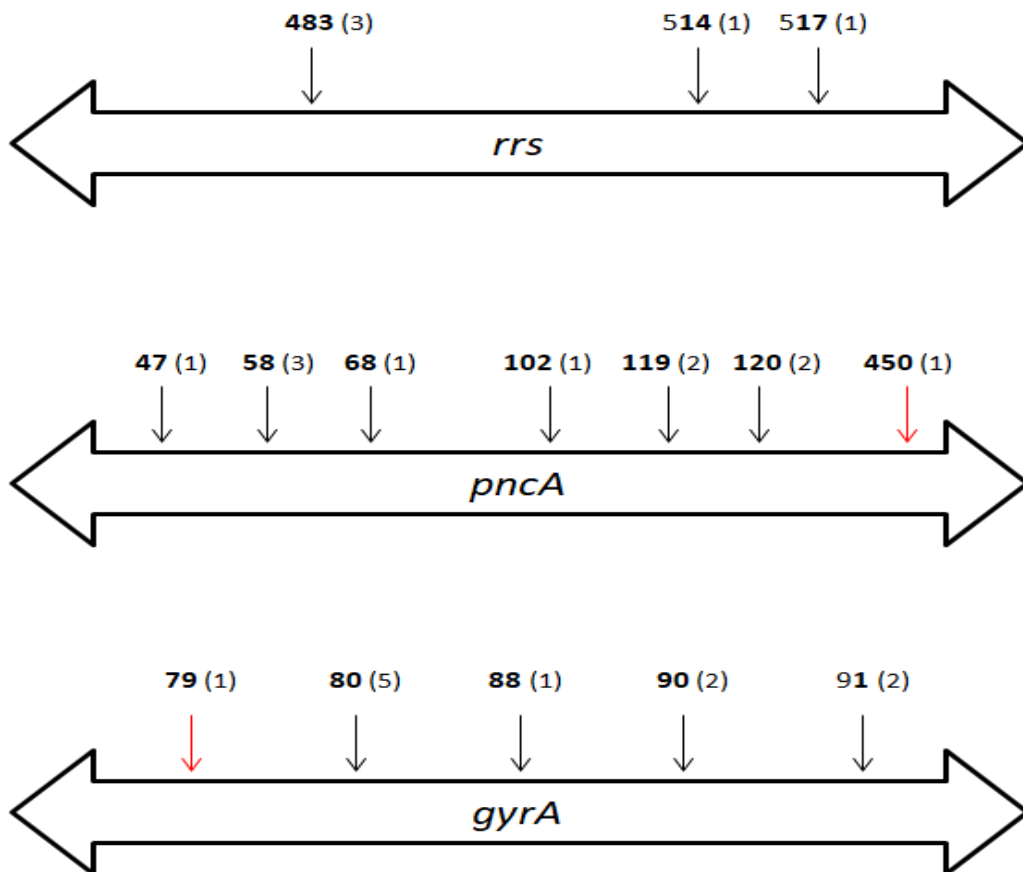 483 (3) 514 (1) 517 (1)
rrs
47 (1) 58 (3) 68 (1) 102 (1) 119 (2) 120 (2) 450 (1)
pncA
79 (1) 80 (5) 88 (1) 90 (2) 91 (2)
gyrA